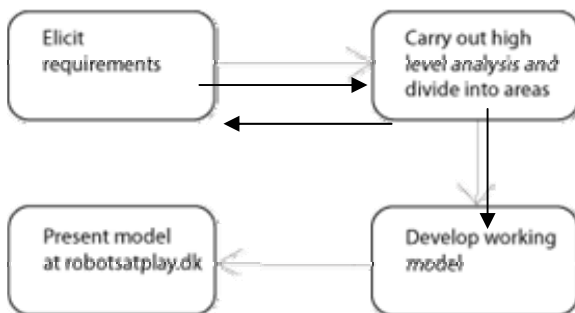 Elicit
requirements
Carry out high
level analysis and
divide into areas
Present model
at robotsatplay.dk
Develop working
model